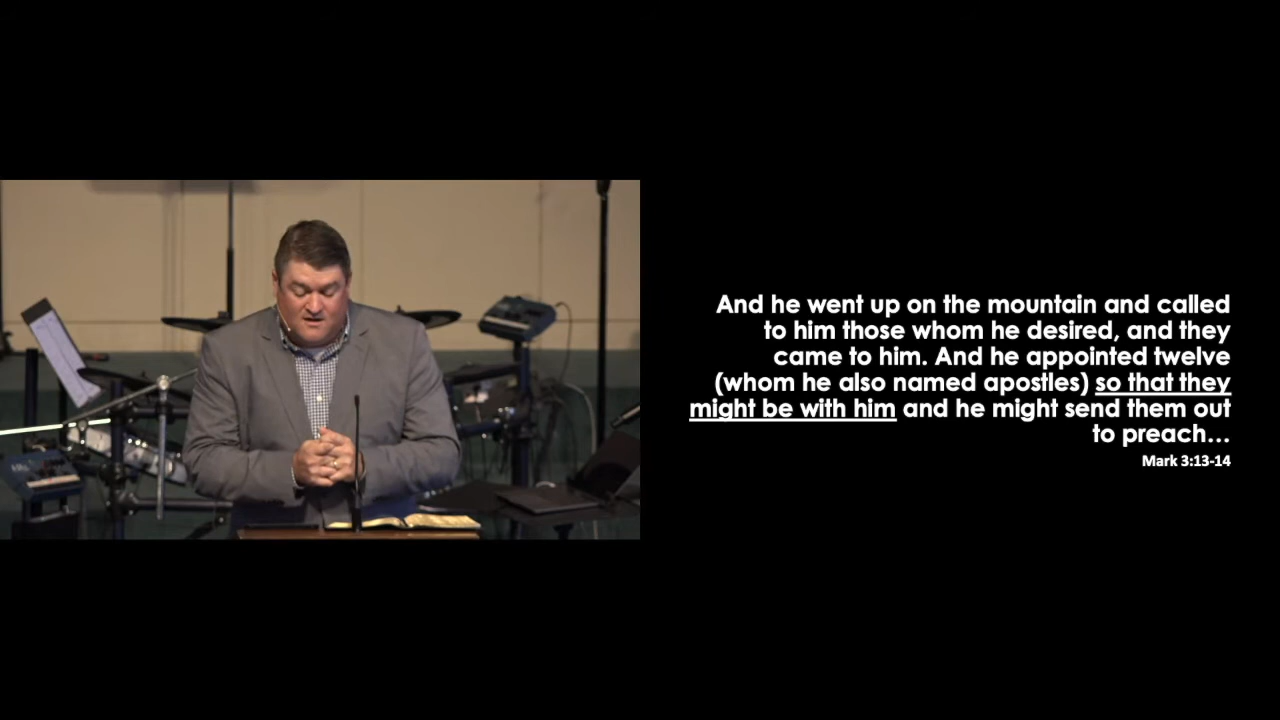 And he went up on the mountain and called
to him those whom he desired, and they
came to him. And he appointed twelve
(whom he also named apostles) so that they
might be with him and he might send them out
to preach...
Mark 3:13-14